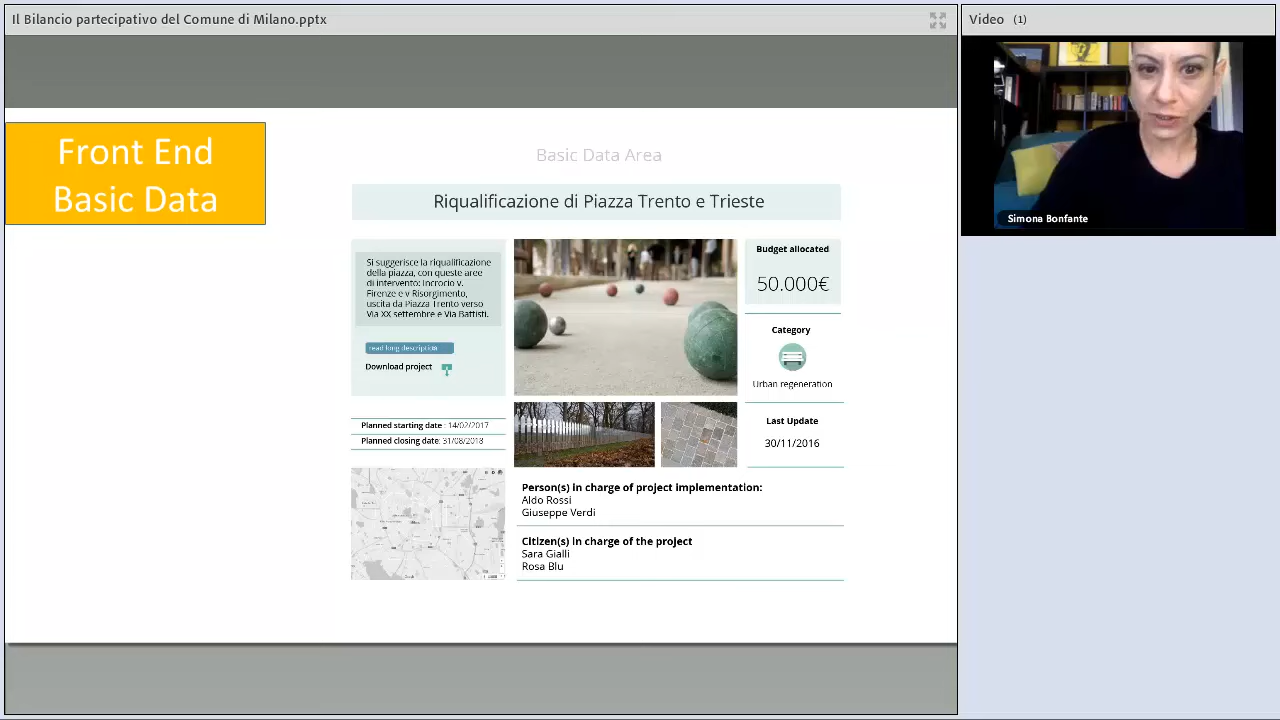 Il Bilancio partecipativo del Comune di Milano.pptx
Video (1)
Simona Bonfante
Front End
Basic Data
Basic Data Area
Riqualificazione di Piazza Trento e Trieste
Si suggerisce la riqualificazione
della piazza, con queste aree
di intervento: Incrocio v.
Firenze e v Risorgimento,
uscita da Piazza Trento verso
Via XX settembre e Via Battisti.
read long description
Download project
Budget allocated
50.000€
Category
Urban regeneration
Planned starting date : 14/02/2017
Planned closing date: 31/08/2018
Last Update
30/11/2016
Person(s) in charge of project implementation:
Aldo Rossi
Giuseppe Verdi
Citizen(s) in charge of the project
Sara Gialli
Rosa Blu